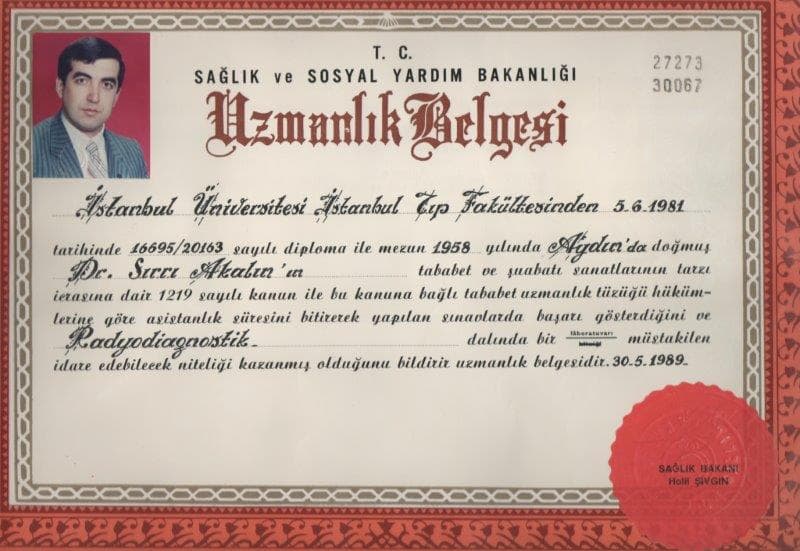 T. C.
SAĞLIK ve SOSYAL YARDIM BAKANLIĞI
27273
30067
Uzmanlık Belgesi
İstanbul Üniversitesi İstanbul Tıp Fakültesinden 5.6.1981
tarihinde 16695/20163 sayılı diploma ile mezun 1958 yılında Aydın'da doğmuş
Dr. Sırrı Akalın'ın tababet ve şuabatı sanatlarının tarzı
icrasına dair 1219 sayılı kanun ile bu kanuna bağlı tababet uzmanlık tüzüğü hüküm-
lerine göre asistanlık süresini bitirerek yapılan sınavlarda başarı gösterdiğini ve
Radyodiagnostik dalında bir lâboratuvarı müstakilen
idare edebilecek niteliği kazanmış olduğunu bildirir uzmanlık belgesidir. 30.5.1989
SAĞLIK BAKANI
Halil ŞIVGIN